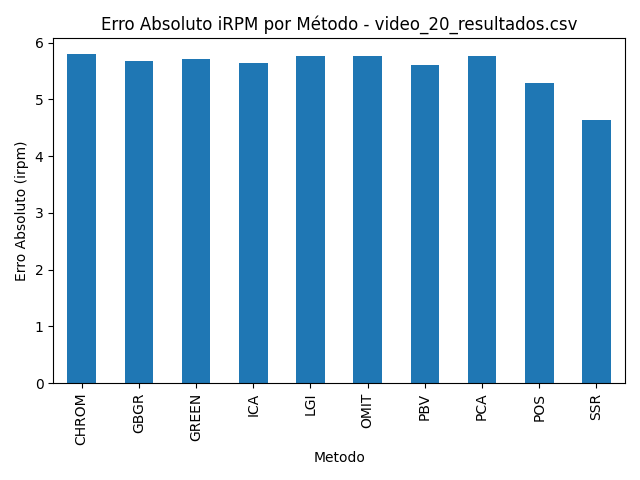 Erro Absoluto iRPM por Método - video_20_resultados.csv
6
5
4
3
2
1
0
Erro Absoluto (irpm)
CHROM
GBGR
GREEN
ICA
LGI
OMIT
PBV
PCA
POS
SSR
Metodo